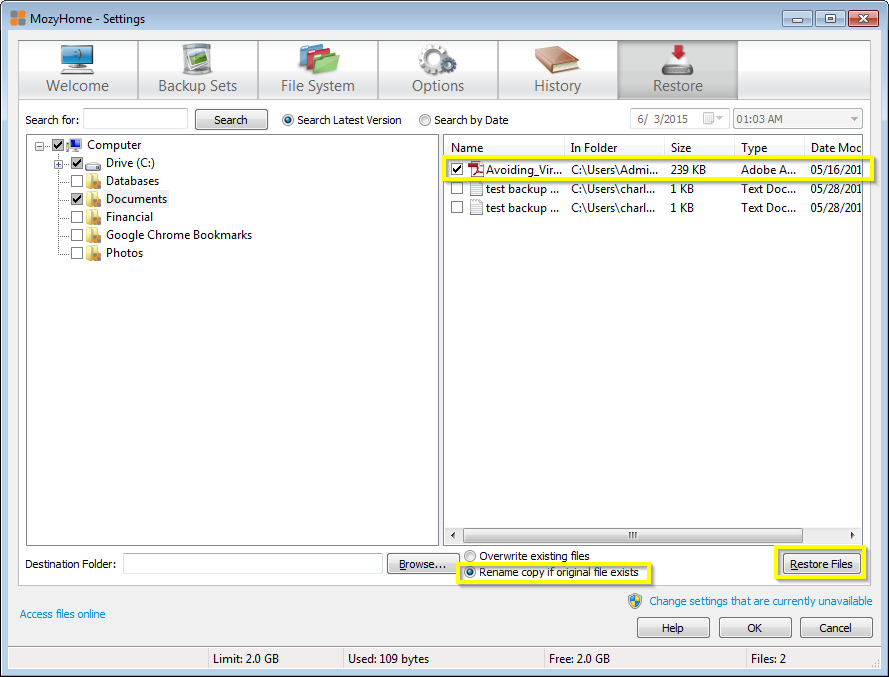 MozyHome - Settings
Welcome
Backup Sets
File System
Options
History
Restore
Search for:
Search
Search Latest Version
Search by Date
6/ 3/2015
01:03 AM
Computer
Drive (C:)
Databases
Documents
Financial
Google Chrome Bookmarks
Photos
Name In Folder Size Type Date Moc
Avoiding_Vir... C:\Users\Admi... 239 KB Adobe A... 05/16/201
test backup ... C:\Users\charl... 1 KB Text Doc... 05/28/201
test backup ... C:\Users\charl... 1 KB Text Doc... 05/28/201
Destination Folder:
Browse...
Overwrite existing files
Rename copy if original file exists
Restore Files
Change settings that are currently unavailable
Access files online
Help
OK
Cancel
Limit: 2.0 GB
Used: 109 bytes
Free: 2.0 GB
Files: 2